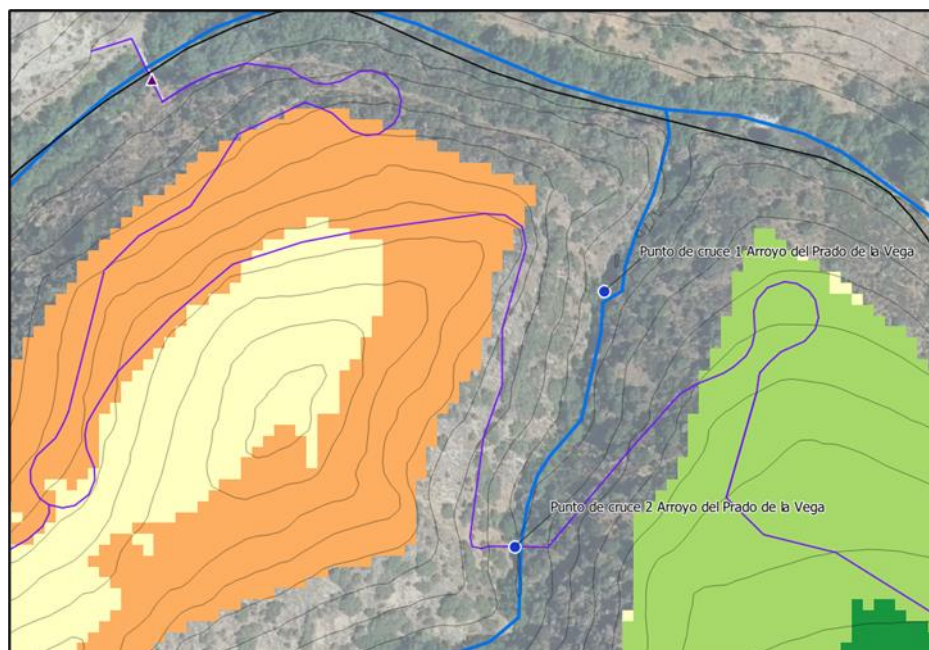 Punto de cruce 1 Arroyo del Prado de la Vega
Punto de cruce 2 Arroyo del Prado de la Vega